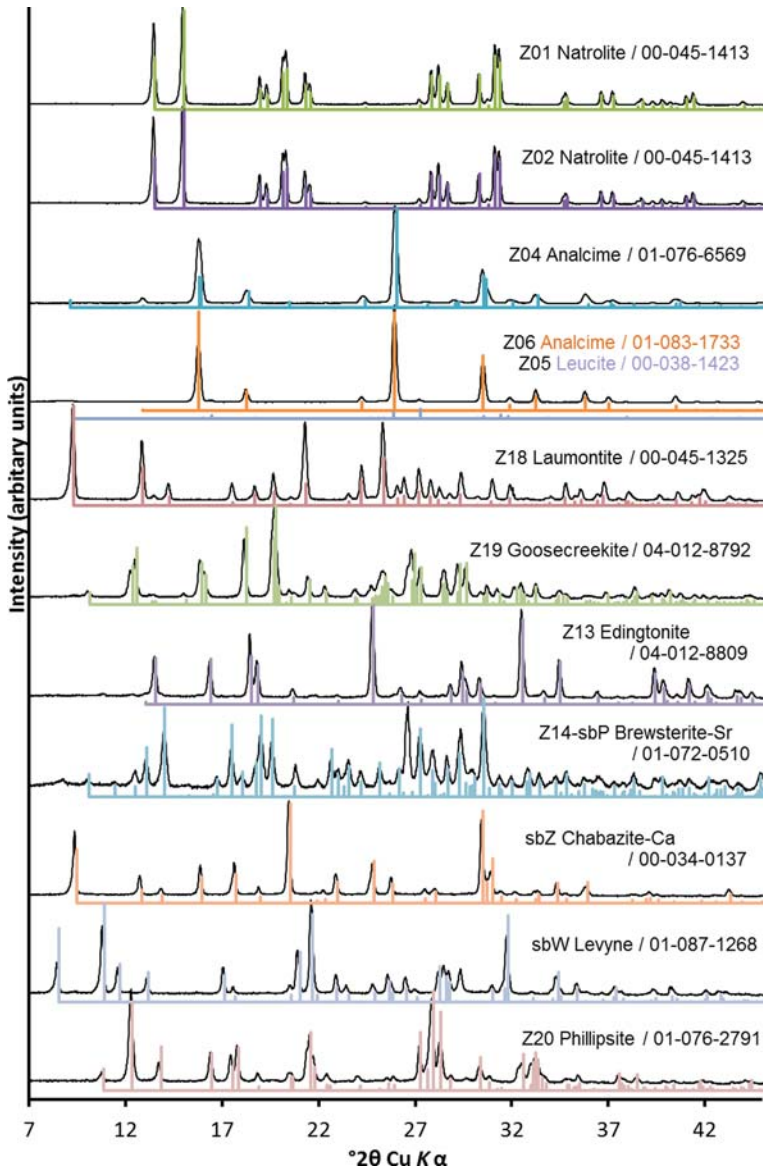 Z01 Natrolite / 00-045-1413
Z02 Natrolite / 00-045-1413
Z04 Analcime / 01-076-6569
Z06 Analcime / 01-083-1733
Z05 Leucite / 00-038-1423
Z18 Laumontite / 00-045-1325
Z19 Goosecreekite / 04-012-8792
Z13 Edingtonite
/ 04-012-8809
Z14-sbP Brewsterite-Sr
/ 01-072-0510
sbZ Chabazite-Ca
/ 00-034-0137
sbW Levyne / 01-087-1268
Z20 Phillipsite / 01-076-2791
Intensity (arbitary units)
7 12 17 22 27 32 37 42
°2θ Cu K α